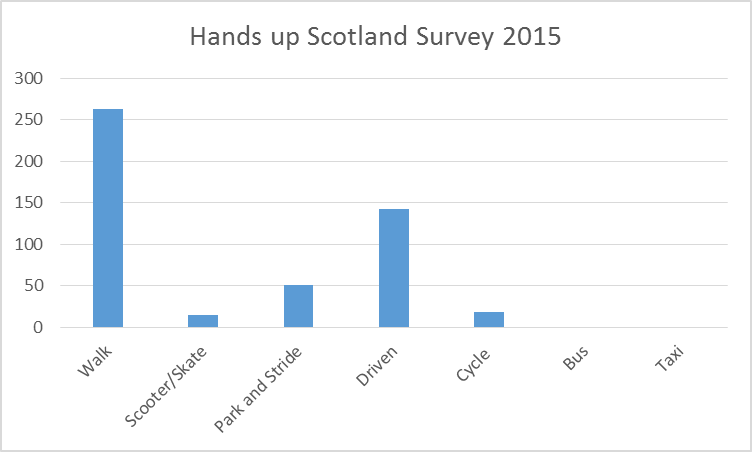 Hands up Scotland Survey 2015
300
250
200
150
100
50
0
Walk
Scooter/Skate
Park and Stride
Driven
Cycle
Bus
Taxi